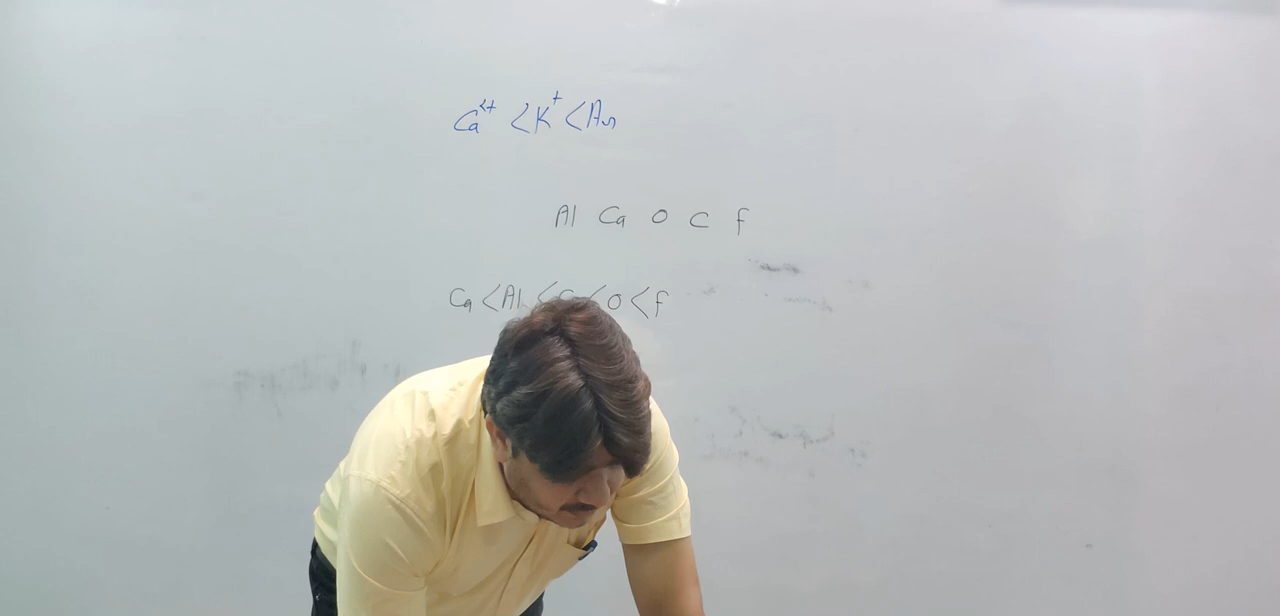 Ca²⁺ < K⁺ < Ar
Al Ca O C F
Ca < Al < C < O < F